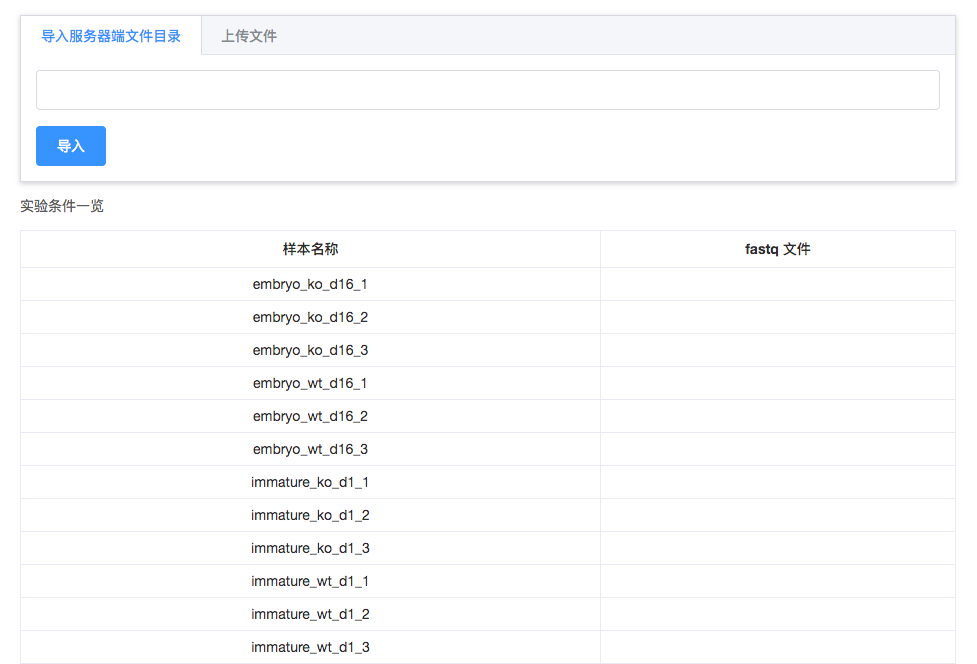 导入服务器端文件目录 上传文件
导入
实验条件一览
样本名称 fastq 文件
embryo_ko_d16_1
embryo_ko_d16_2
embryo_ko_d16_3
embryo_wt_d16_1
embryo_wt_d16_2
embryo_wt_d16_3
immature_ko_d1_1
immature_ko_d1_2
immature_ko_d1_3
immature_wt_d1_1
immature_wt_d1_2
immature_wt_d1_3